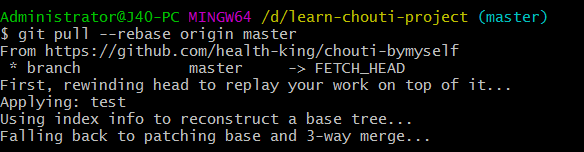 Administrator@J40-PC MINGW64 /d/learn-chouti-project (master)
$ git pull --rebase origin master
From https://github.com/health-king/chouti-bymyself
 * branch            master     -> FETCH_HEAD
First, rewinding head to replay your work on top of it...
Applying: test
Using index info to reconstruct a base tree...
Falling back to patching base and 3-way merge...